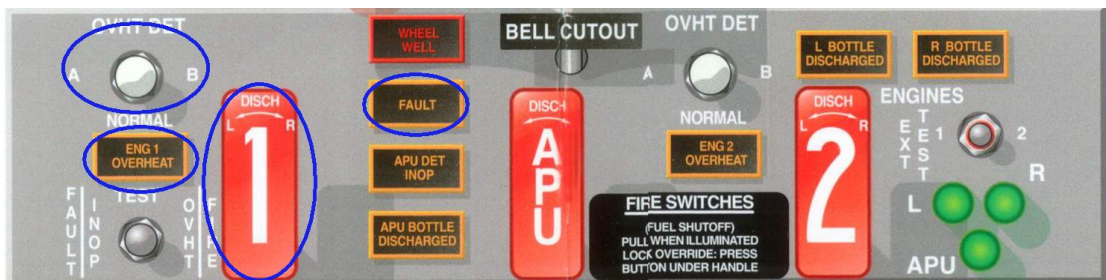 OVHT DET
A B
NORMAL
ENG 1
OVERHEAT
TEST
FAULT
INOP
OVHT
FIRE
DISCH
L R
1
WHEEL
WELL
FAULT
APU DET
INOP
APU BOTTLE
DISCHARGED
BELL CUTOUT
DISCH
APU
OVHT DET
A B
NORMAL
ENG 2
OVERHEAT
FIRE SWITCHES
(FUEL SHUTOFF)
PULL WHEN ILLUMINATED
LOCK OVERRIDE: PRESS
BUTTON UNDER HANDLE
DISCH
L R
2
L BOTTLE
DISCHARGED
R BOTTLE
DISCHARGED
ENGINES
EXT
TEST
1 2
L R
APU